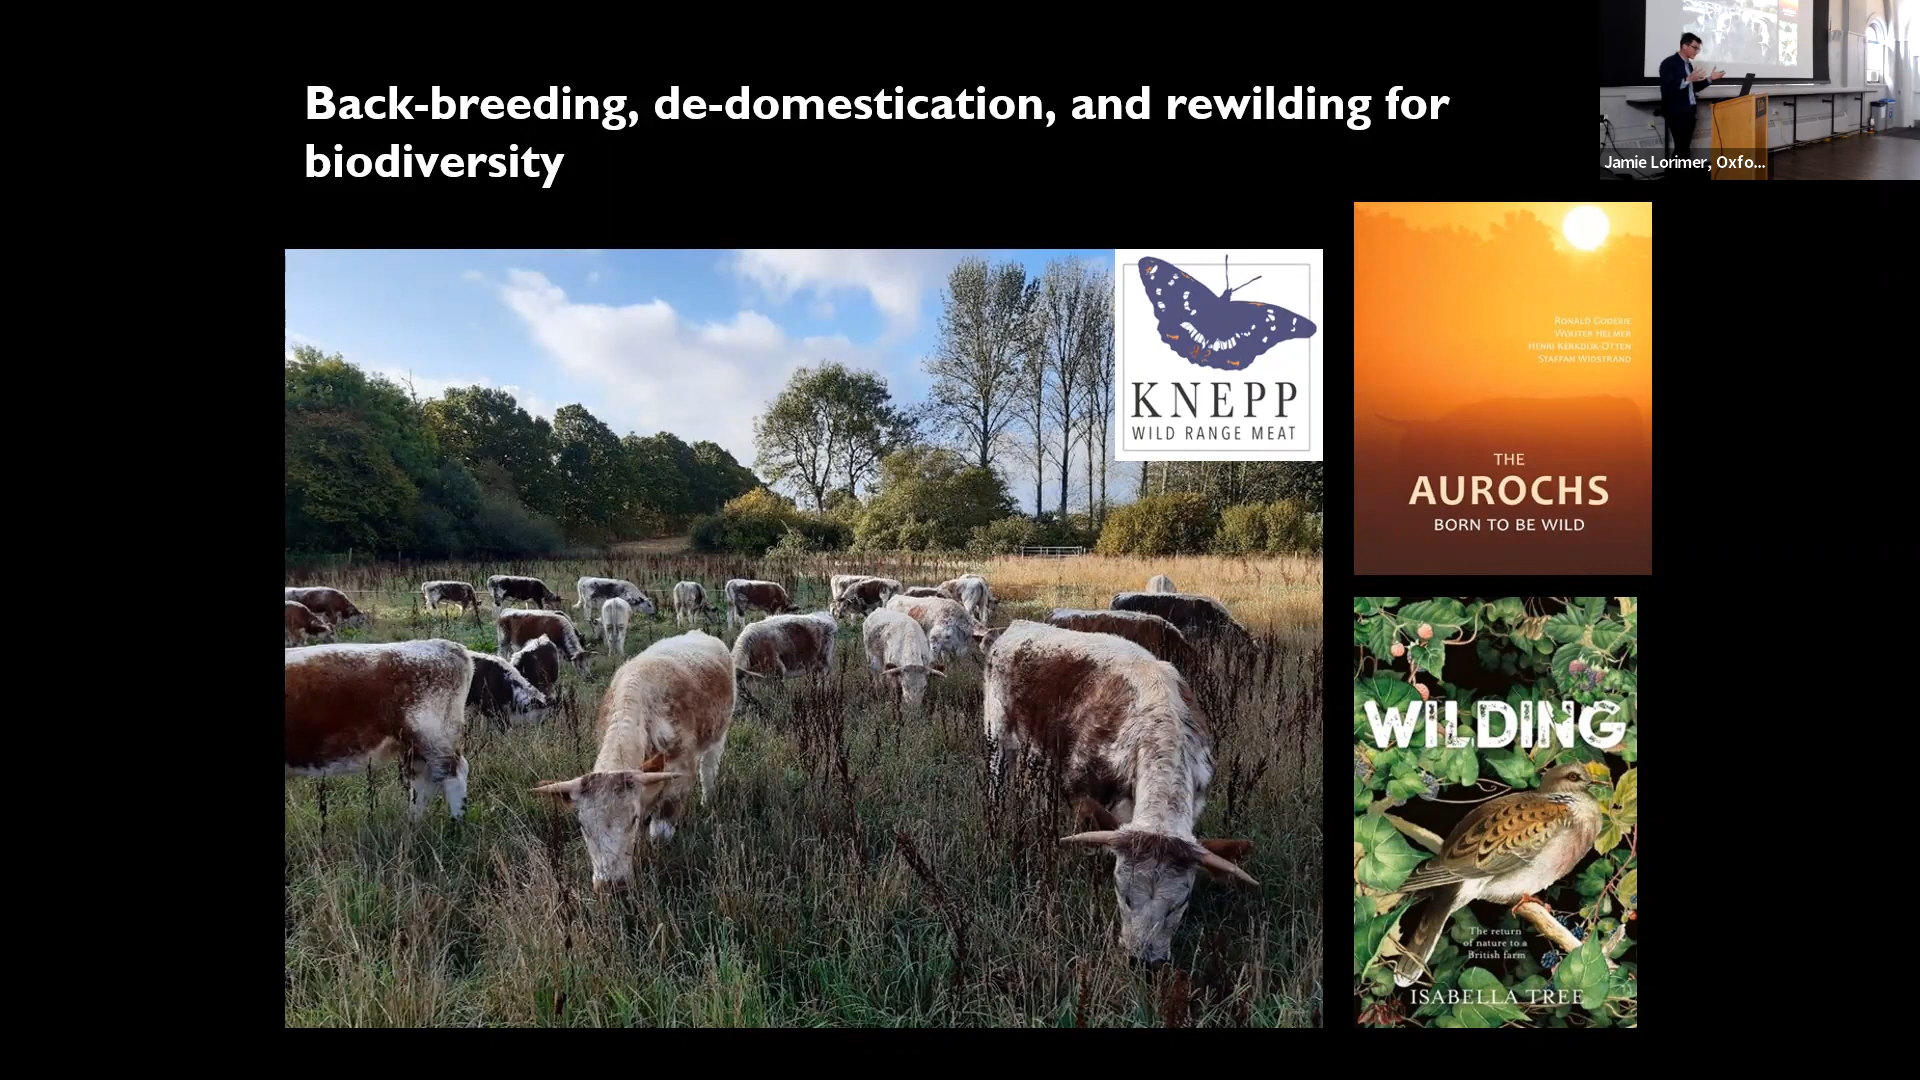 Back-breeding, de-domestication, and rewilding for
biodiversity
Jamie Lorimer, Oxfo...
KNEPP
WILD RANGE MEAT
RONALD GODERIE
WOUTER HELMER
HENRI KERKDIJK-OTTEN
STAFFAN WIDSTRAND
THE
AUROCHS
BORN TO BE WILD
WILDING
The return
of nature to a
British farm
ISABELLA TREE